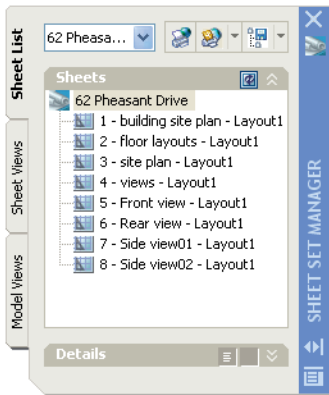 Sheet List
62 Pheasa...
Sheets
62 Pheasant Drive
1 - building site plan - Layout1
2 - floor layouts - Layout1
3 - site plan - Layout1
4 - views - Layout1
5 - Front view - Layout1
6 - Rear view - Layout1
7 - Side view01 - Layout1
8 - Side view02 - Layout1
Sheet Views
Model Views
Details
SHEET SET MANAGER